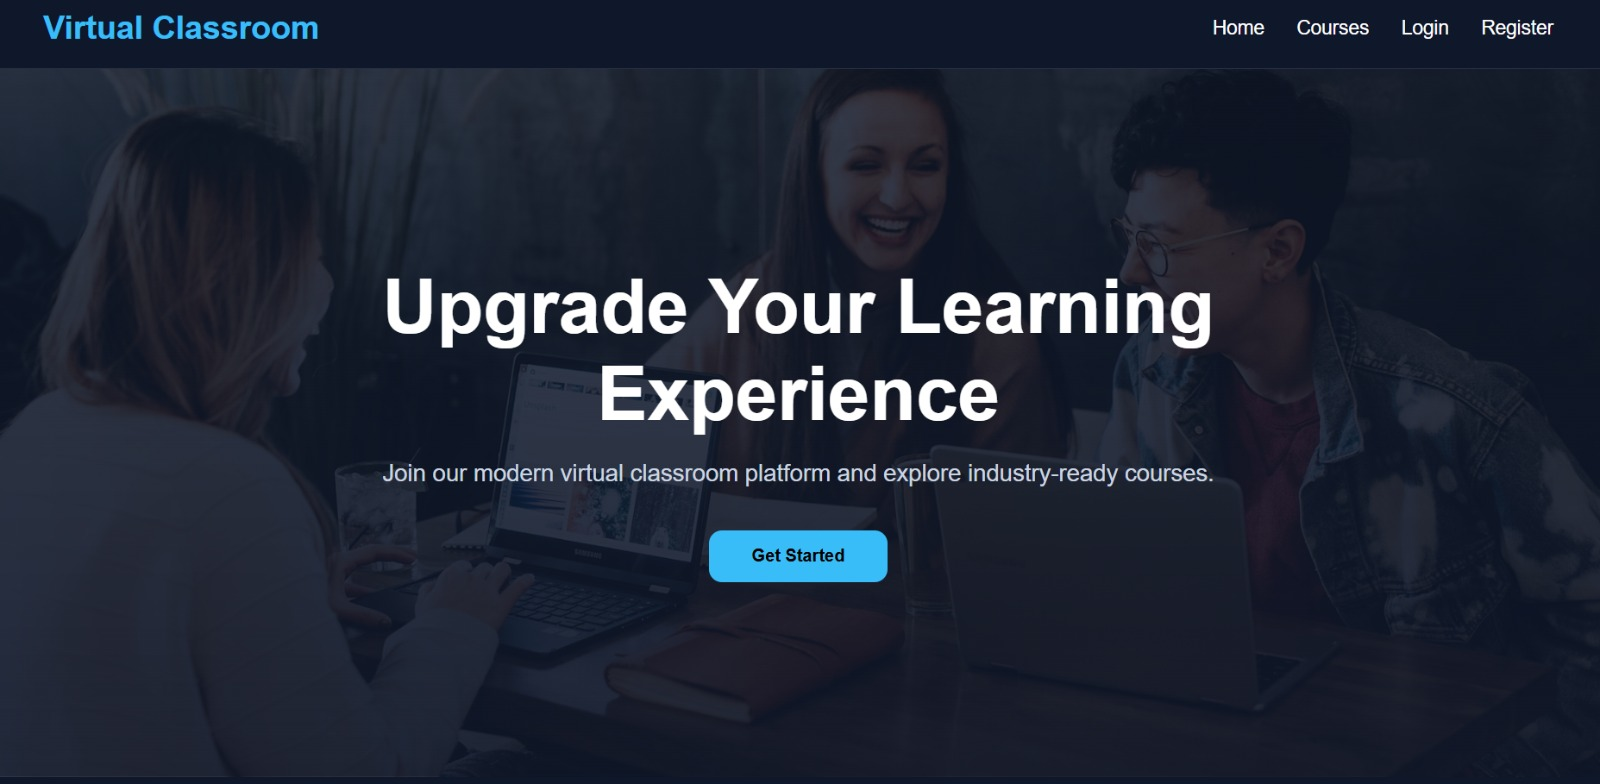 Virtual Classroom
Home Courses Login Register
Upgrade Your Learning
Experience
Join our modern virtual classroom platform and explore industry-ready courses.
SAMSUNG
Get Started